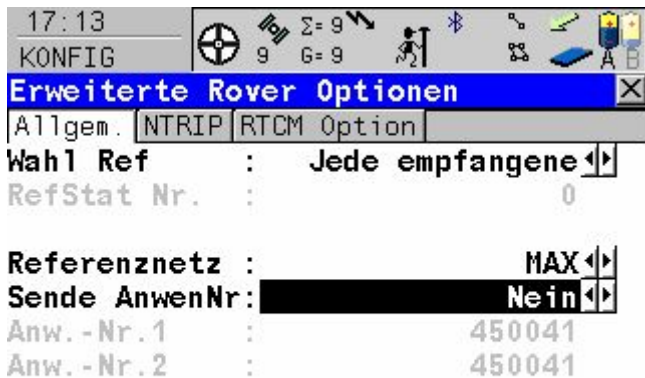 17:13
KONFIG
9
Σ= 9
G= 9
A B
Erweiterte Rover Optionen
Allgem. NTRIP RTCM Option
Wahl Ref : Jede empfangene
RefStat Nr. : 0
Referenznetz : MAX
Sende AnwenNr: Nein
Anw.-Nr.1 : 450041
Anw.-Nr.2 : 450041